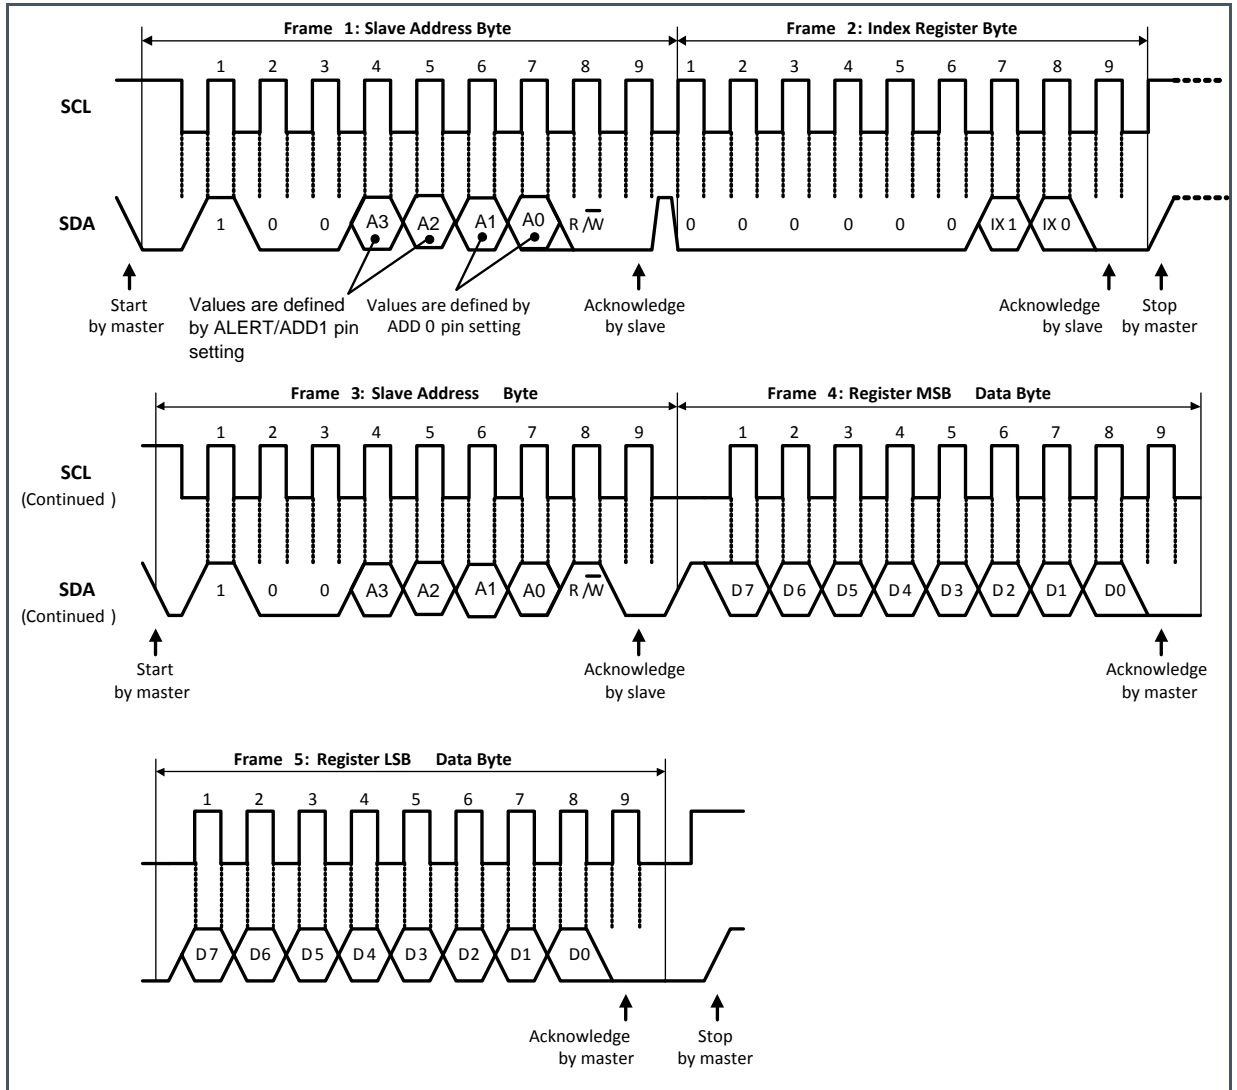 Frame 1: Slave Address Byte
Frame 2: Index Register Byte
1 2 3 4 5 6 7 8 9 1 2 3 4 5 6 7 8 9
SCL
SDA
1 0 0 A3 A2 A1 A0 R/W 0 0 0 0 0 0 IX 1 IX 0
Start
by master
Values are defined
by ALERT/ADD1 pin
setting
Values are defined by
ADD 0 pin setting
Acknowledge
by slave
Acknowledge
by slave
Stop
by master
Frame 3: Slave Address Byte
Frame 4: Register MSB Data Byte
1 2 3 4 5 6 7 8 9 1 2 3 4 5 6 7 8 9
SCL
(Continued )
SDA
(Continued )
1 0 0 A3 A2 A1 A0 R/W D7 D6 D5 D4 D3 D2 D1 D0
Start
by master
Acknowledge
by slave
Acknowledge
by master
Frame 5: Register LSB Data Byte
1 2 3 4 5 6 7 8 9
D7 D6 D5 D4 D3 D2 D1 D0
Acknowledge
by master
Stop
by master